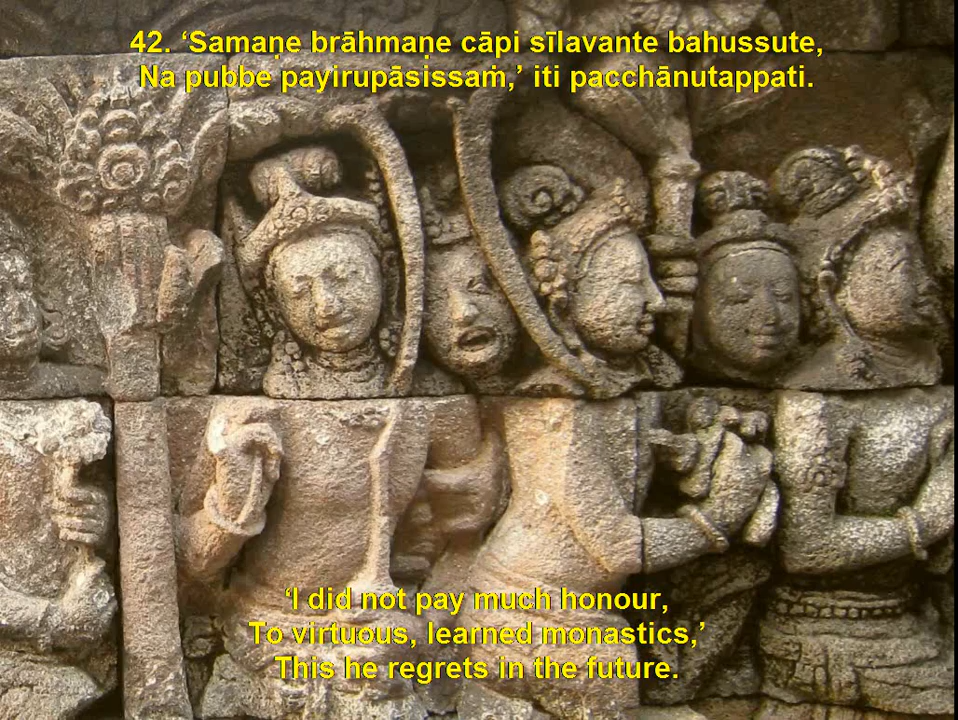 42. ‘Samaṇe brāhmaṇe cāpi sīlavante bahussute,
Na pubbe payirupāsissaṁ,’ iti pacchānutappati.
‘I did not pay much honour,
To virtuous, learned monastics,’
This he regrets in the future.